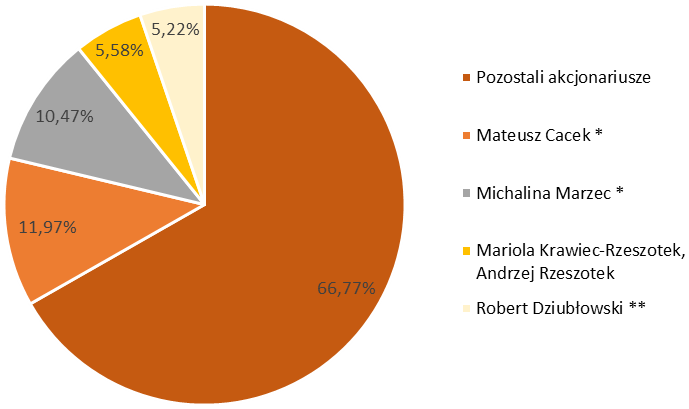 5,22%
5,58%
10,47%
11,97%
66,77%
Pozostali akcjonariusze
Mateusz Cacek *
Michalina Marzec *
Mariola Krawiec-Rzeszotek,
Andrzej Rzeszotek
Robert Dziubłowski **